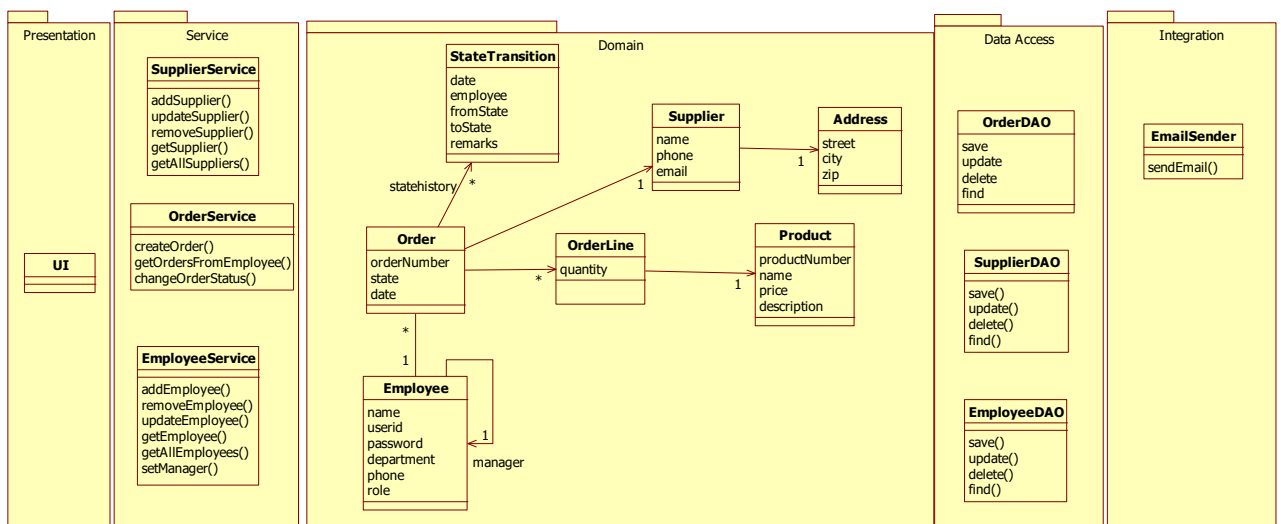 Presentation
UI
Service
SupplierService
addSupplier()
updateSupplier()
removeSupplier()
getSupplier()
getAllSuppliers()
OrderService
createOrder()
getOrdersFromEmployee()
changeOrderStatus()
EmployeeService
addEmployee()
removeEmployee()
updateEmployee()
getEmployee()
getAllEmployees()
setManager()
Domain
StateTransition
date
employee
fromState
toState
remarks
statehistory
*
Supplier
name
phone
email
1
Address
street
city
zip
1
Order
orderNumber
state
date
OrderLine
quantity
*
Product
productNumber
name
price
description
1
*
1
Employee
name
userid
password
department
phone
role
1
manager
Data Access
OrderDAO
save
update
delete
find
SupplierDAO
save()
update()
delete()
find()
EmployeeDAO
save()
update()
delete()
find()
Integration
EmailSender
sendEmail()